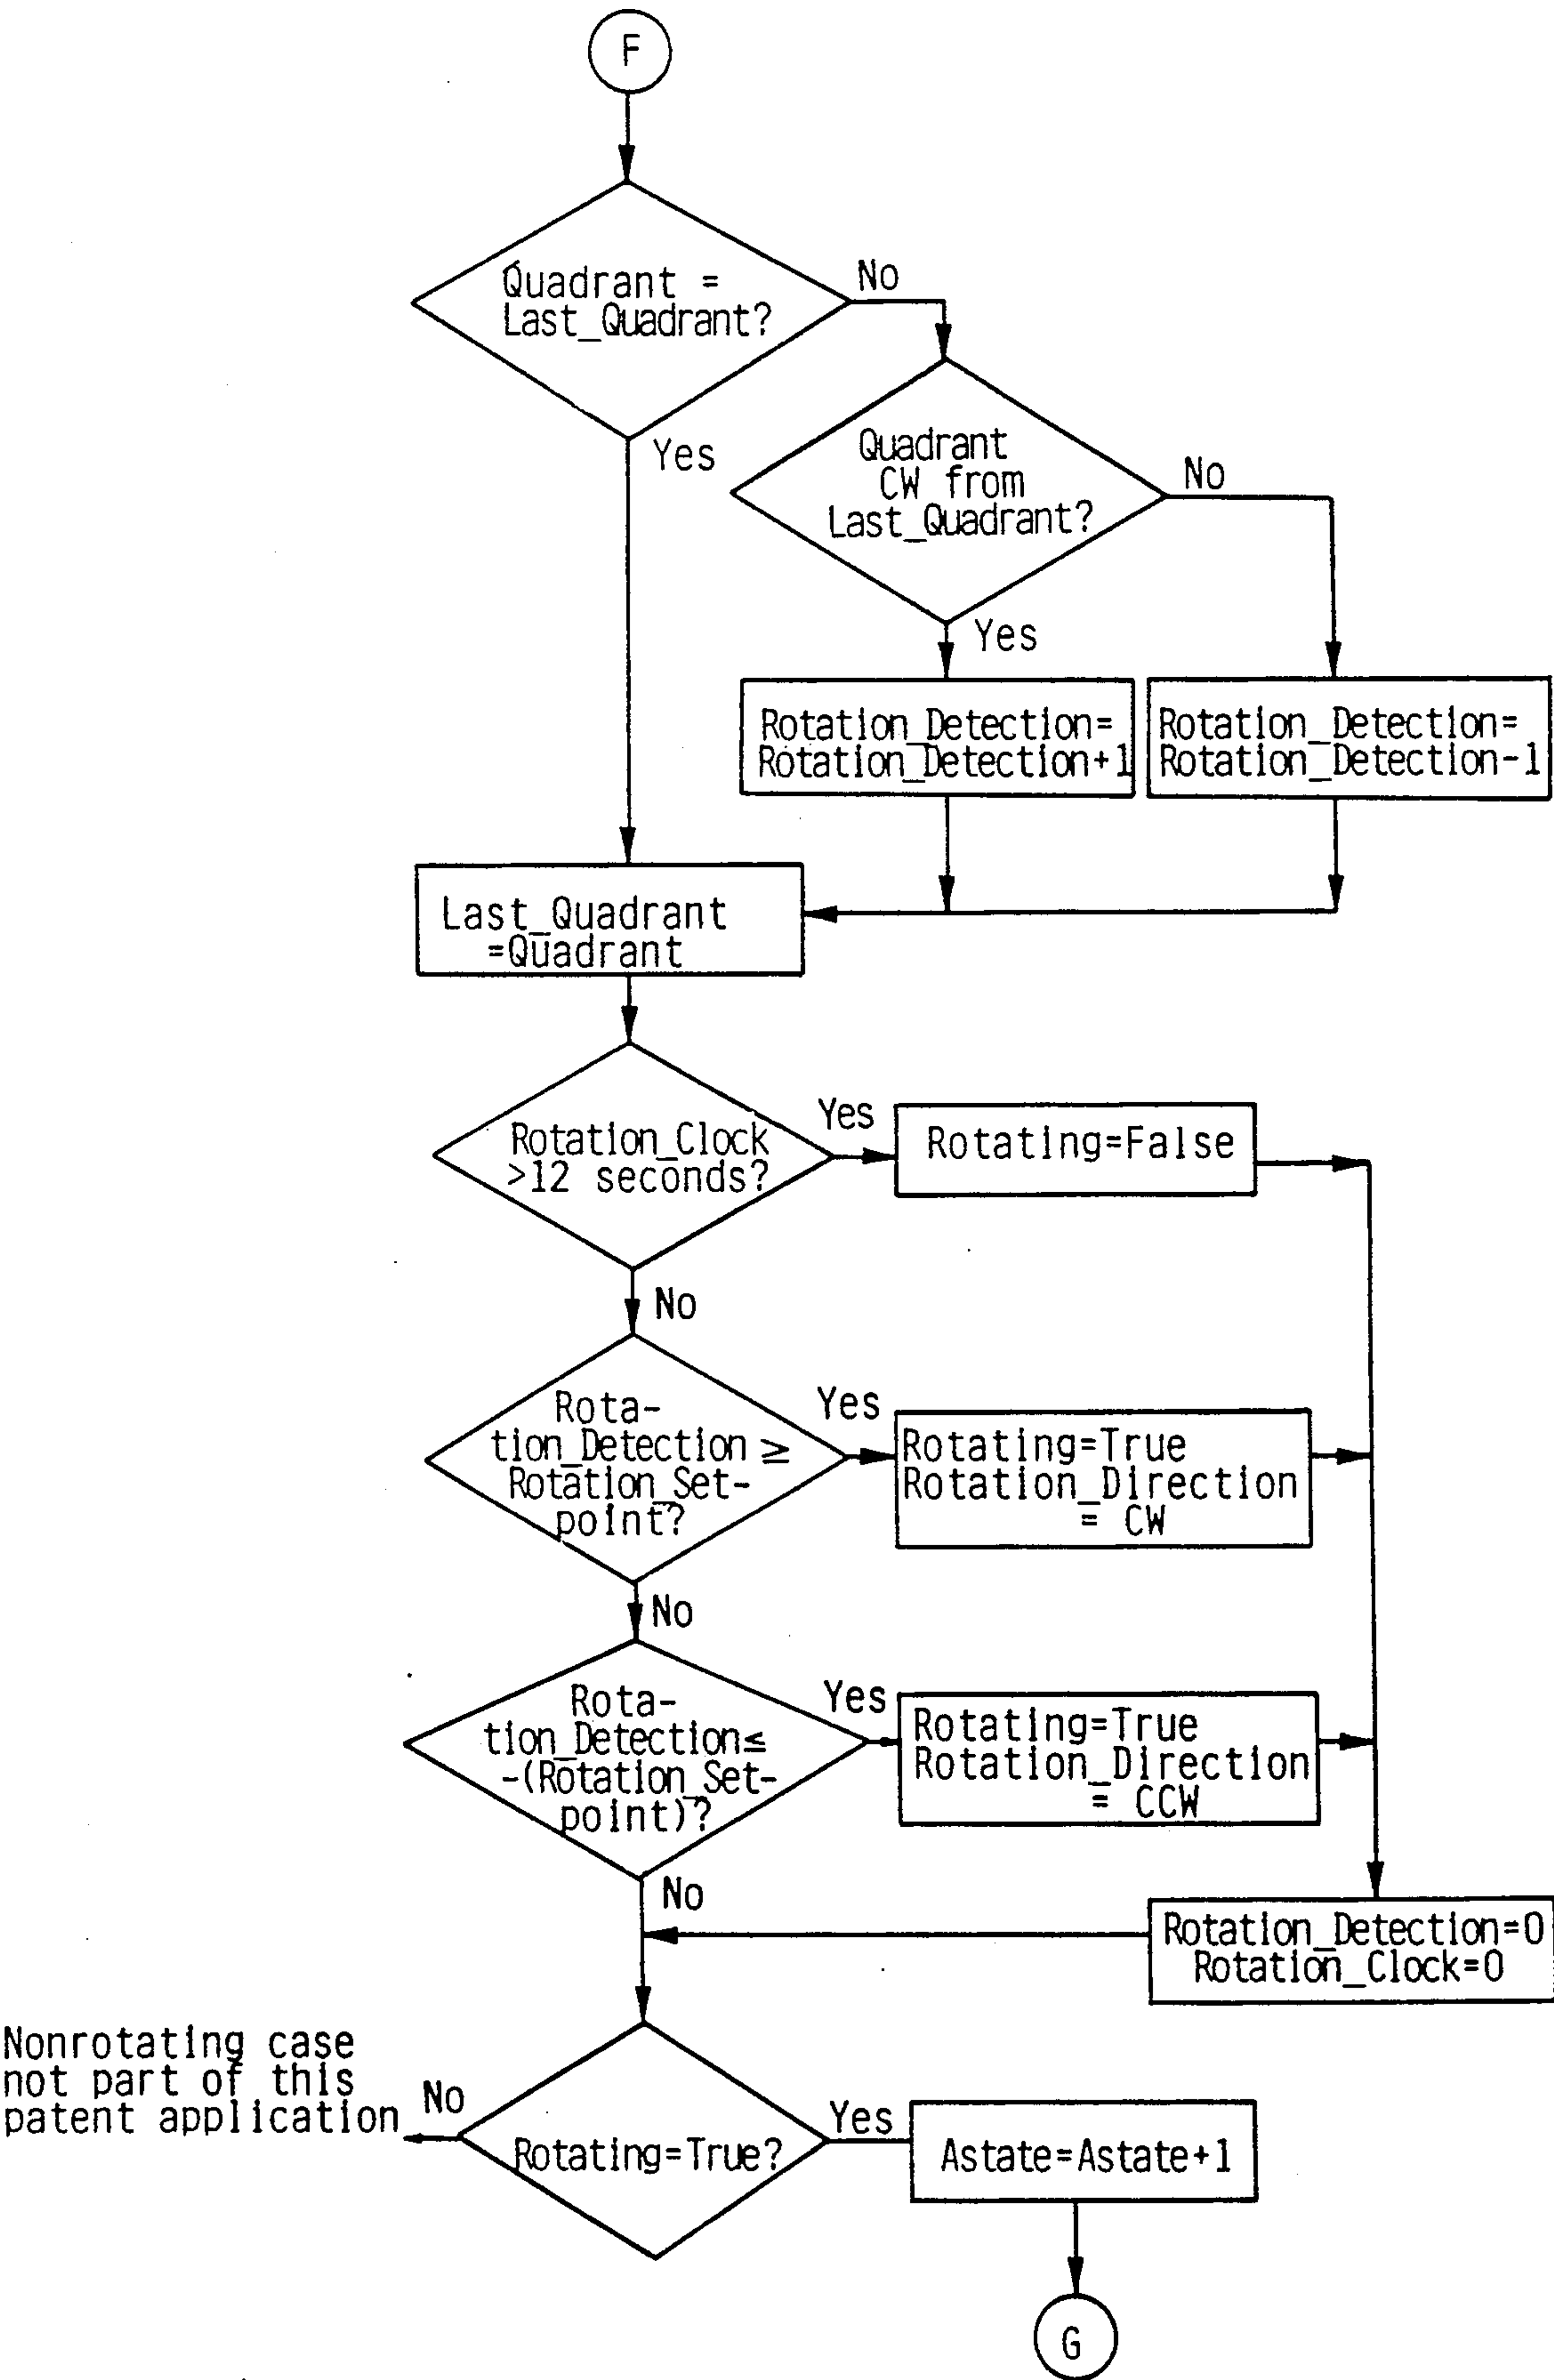 F
Quadrant =
Last_Quadrant?
No
Yes
Quadrant
CW from
Last_Quadrant?
No
Yes
Rotation_Detection=
Rotation_Detection+1
Rotation_Detection=
Rotation_Detection-1
Last_Quadrant
=Quadrant
Rotation_Clock
>12 seconds?
Yes
Rotating=False
No
Rota-
tion_Detection ≥
Rotation_Set-
point?
Yes
Rotating=True
Rotation_Direction
= CW
No
Rota-
tion_Detection≤
-(Rotation_Set-
point)?
Yes
Rotating=True
Rotation_Direction
= CCW
No
Rotation_Detection=0
Rotation_Clock=0
Nonrotating case
not part of this
patent application
No
Rotating=True?
Yes
Astate=Astate+1
G